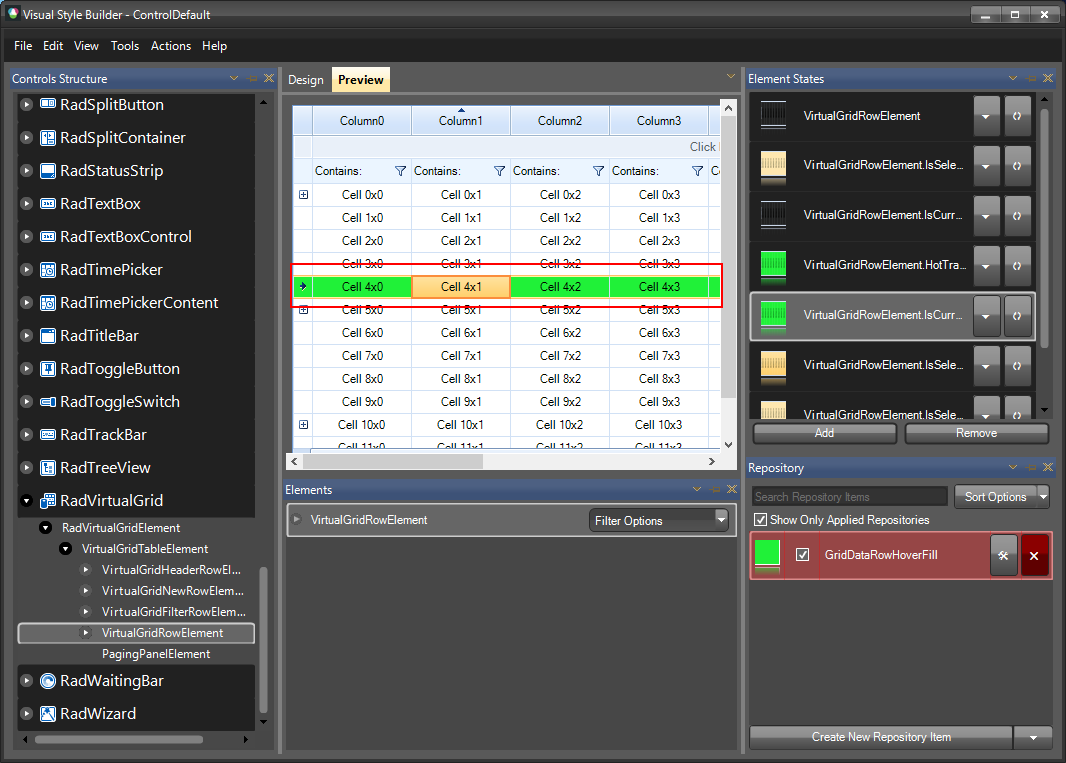 Visual Style Builder - ControlDefault
File Edit View Tools Actions Help
Controls Structure
RadSplitButton
RadSplitContainer
RadStatusStrip
RadTextBox
RadTextBoxControl
RadTimePicker
RadTimePickerContent
RadTitleBar
RadToggleButton
RadToggleSwitch
RadTrackBar
RadTreeView
RadVirtualGrid
RadVirtualGridElement
VirtualGridTableElement
VirtualGridHeaderRowEl...
VirtualGridNewRowElem...
VirtualGridFilterRowElem...
VirtualGridRowElement
PagingPanelElement
RadWaitingBar
RadWizard
Design Preview
Column0 Column1 Column2 Column3
Click
Contains: Contains: Contains: Contains:
Cell 0x0 Cell 0x1 Cell 0x2 Cell 0x3
Cell 1x0 Cell 1x1 Cell 1x2 Cell 1x3
Cell 2x0 Cell 2x1 Cell 2x2 Cell 2x3
Cell 3x0 Cell 3x1 Cell 3x2 Cell 3x3
Cell 4x0 Cell 4x1 Cell 4x2 Cell 4x3
Cell 5x0 Cell 5x1 Cell 5x2 Cell 5x3
Cell 6x0 Cell 6x1 Cell 6x2 Cell 6x3
Cell 7x0 Cell 7x1 Cell 7x2 Cell 7x3
Cell 8x0 Cell 8x1 Cell 8x2 Cell 8x3
Cell 9x0 Cell 9x1 Cell 9x2 Cell 9x3
Cell 10x0 Cell 10x1 Cell 10x2 Cell 10x3
Cell 11x0 Cell 11x1 Cell 11x2 Cell 11x3
Elements
VirtualGridRowElement Filter Options
Element States
VirtualGridRowElement
VirtualGridRowElement.IsSele...
VirtualGridRowElement.IsCurr...
VirtualGridRowElement.HotTra...
VirtualGridRowElement.IsCurr...
VirtualGridRowElement.IsSele...
VirtualGridRowElement.IsSele...
Add Remove
Repository
Search Repository Items Sort Options
Show Only Applied Repositories
GridDataRowHoverFill
Create New Repository Item